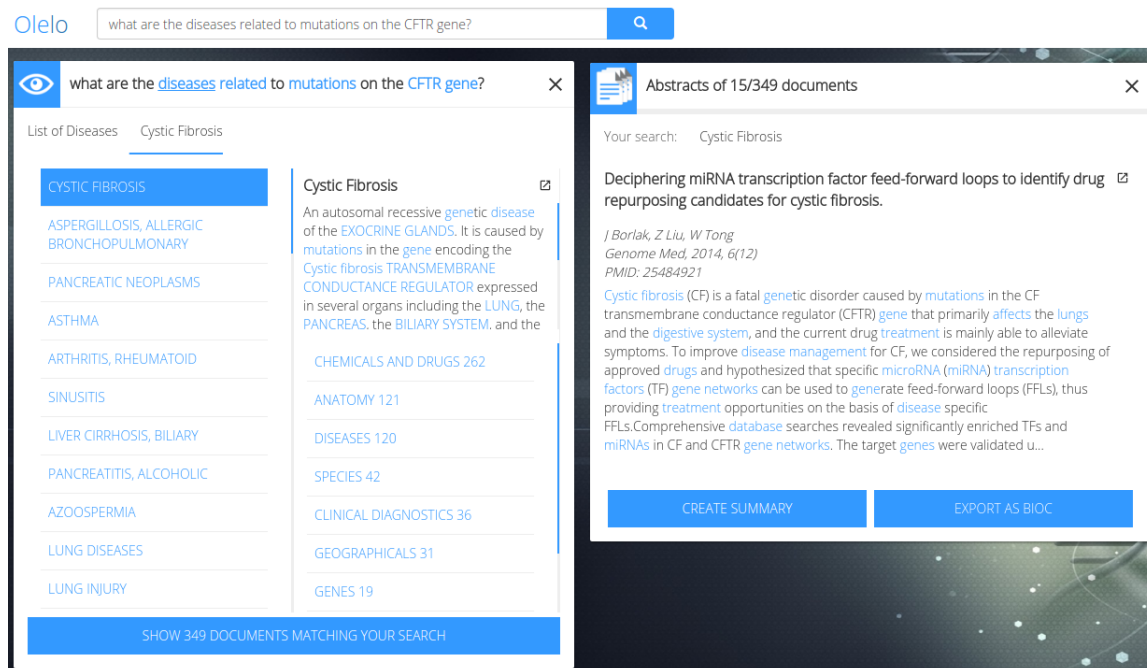 Olelo
what are the diseases related to mutations on the CFTR gene?
what are the diseases related to mutations on the CFTR gene?
List of Diseases
Cystic Fibrosis
CYSTIC FIBROSIS
ASPERGILLOSIS, ALLERGIC
BRONCHOPULMONARY
PANCREATIC NEOPLASMS
ASTHMA
ARTHRITIS, RHEUMATOID
SINUSITIS
LIVER CIRRHOSIS, BILIARY
PANCREATITIS, ALCOHOLIC
AZOOSPERMIA
LUNG DISEASES
LUNG INJURY
Cystic Fibrosis
An autosomal recessive genetic disease
of the EXOCRINE GLANDS. It is caused by
mutations in the gene encoding the
Cystic fibrosis TRANSMEMBRANE
CONDUCTANCE REGULATOR expressed
in several organs including the LUNG, the
PANCREAS, the BILIARY SYSTEM, and the
CHEMICALS AND DRUGS 262
ANATOMY 121
DISEASES 120
SPECIES 42
CLINICAL DIAGNOSTICS 36
GEOGRAPHICALS 31
GENES 19
SHOW 349 DOCUMENTS MATCHING YOUR SEARCH
Abstracts of 15/349 documents
Your search: Cystic Fibrosis
Deciphering miRNA transcription factor feed-forward loops to identify drug
repurposing candidates for cystic fibrosis.
J Borlak, Z Liu, W Tong
Genome Med, 2014, 6(12)
PMID: 25484921
Cystic fibrosis (CF) is a fatal genetic disorder caused by mutations in the CF
transmembrane conductance regulator (CFTR) gene that primarily affects the lungs
and the digestive system, and the current drug treatment is mainly able to alleviate
symptoms. To improve disease management for CF, we considered the repurposing of
approved drugs and hypothesized that specific microRNA (miRNA) transcription
factors (TF) gene networks can be used to generate feed-forward loops (FFLs), thus
providing treatment opportunities on the basis of disease specific
FFLs.Comprehensive database searches revealed significantly enriched TFs and
miRNAs in CF and CFTR gene networks. The target genes were validated u...
CREATE SUMMARY
EXPORT AS BIOC